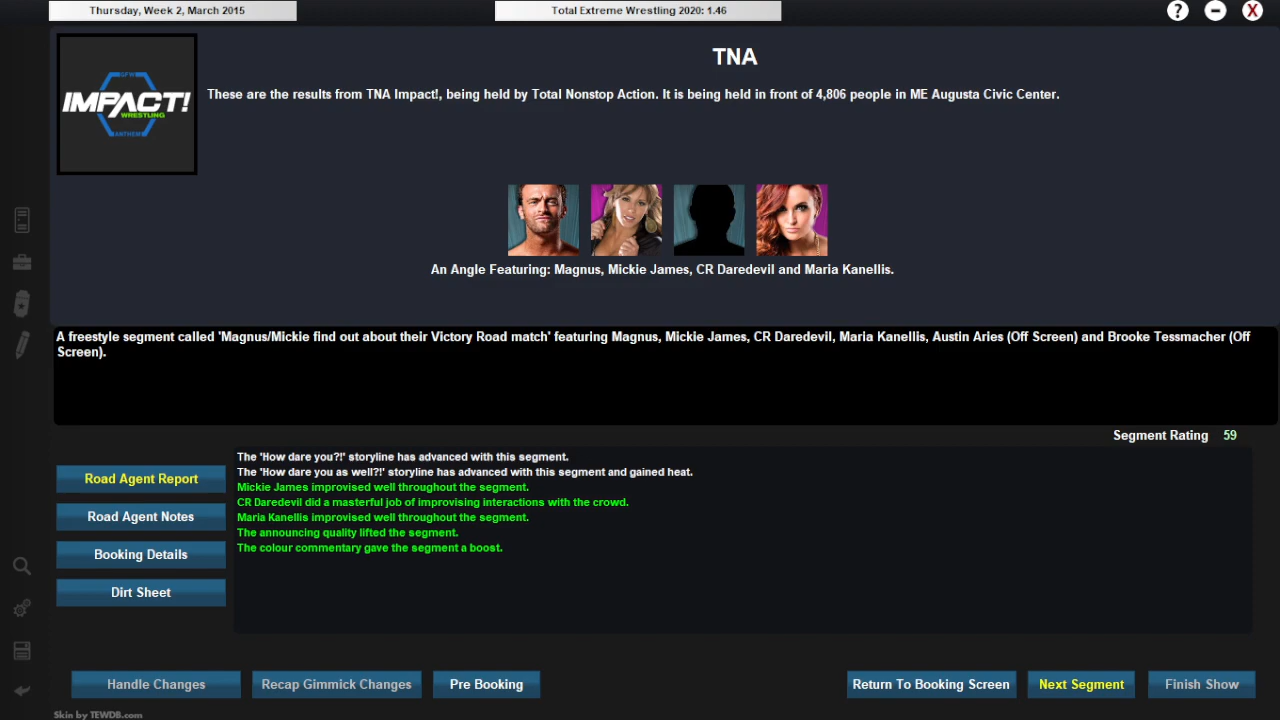 Thursday, Week 2, March 2015
Total Extreme Wrestling 2020: 1.46
?
X
TNA
GFW
IMPACT!
WRESTLING
ANTHEM
These are the results from TNA Impact!, being held by Total Nonstop Action. It is being held in front of 4,806 people in ME Augusta Civic Center.
An Angle Featuring: Magnus, Mickie James, CR Daredevil and Maria Kanellis.
A freestyle segment called 'Magnus/Mickie find out about their Victory Road match' featuring Magnus, Mickie James, CR Daredevil, Maria Kanellis, Austin Aries (Off Screen) and Brooke Tessmacher (Off
Screen).
Segment Rating 59
Road Agent Report
Road Agent Notes
Booking Details
Dirt Sheet
The 'How dare you?!' storyline has advanced with this segment.
The 'How dare you as well?!' storyline has advanced with this segment and gained heat.
Mickie James improvised well throughout the segment.
CR Daredevil did a masterful job of improvising interactions with the crowd.
Maria Kanellis improvised well throughout the segment.
The announcing quality lifted the segment.
The colour commentary gave the segment a boost.
Handle Changes
Recap Gimmick Changes
Pre Booking
Return To Booking Screen
Next Segment
Finish Show
Skin by TEWDB.com